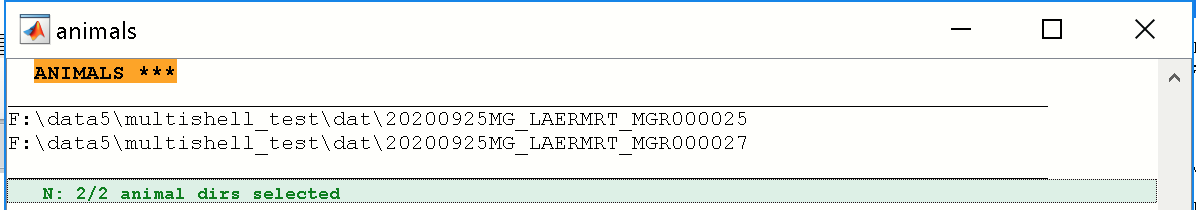 animals
ANIMALS ***
F:\data5\multishell_test\dat\20200925MG_LAERMRT_MGR000025
F:\data5\multishell_test\dat\20200925MG_LAERMRT_MGR000027
N: 2/2 animal dirs selected